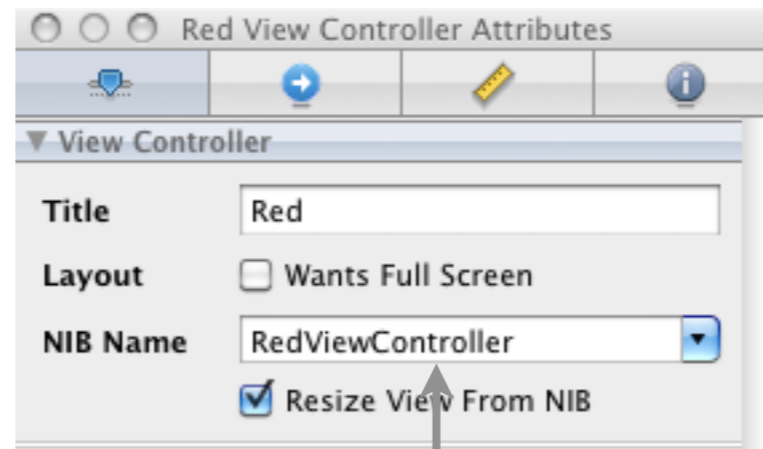 Red View Controller Attributes
View Controller
Title Red
Layout Wants Full Screen
NIB Name RedViewController
Resize View From NIB